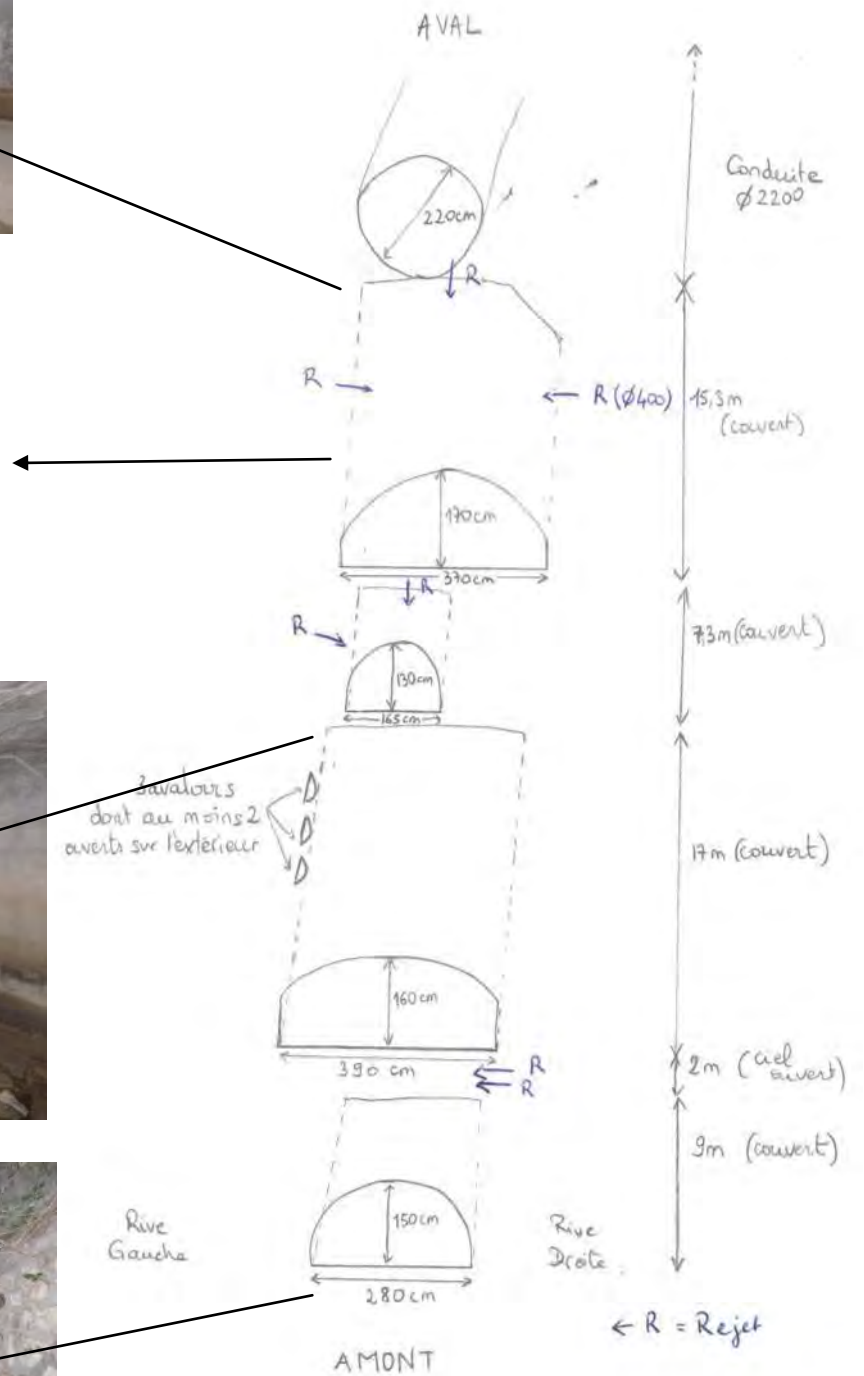 AVAL
Conduite
Ø2200
220cm
R
R
R (Ø400)
15,3m
(couvert)
170cm
370cm
R
R
7,3m (couvert)
130cm
165cm
3 avaloirs
dont au moins 2
ouverts sur l'extérieur
17m (couvert)
160cm
390 cm
R
R
2m (ciel
ouvert)
9m (couvert)
150cm
Rive
Gauche
Rive
Droite
280cm
← R = Rejet
AMONT